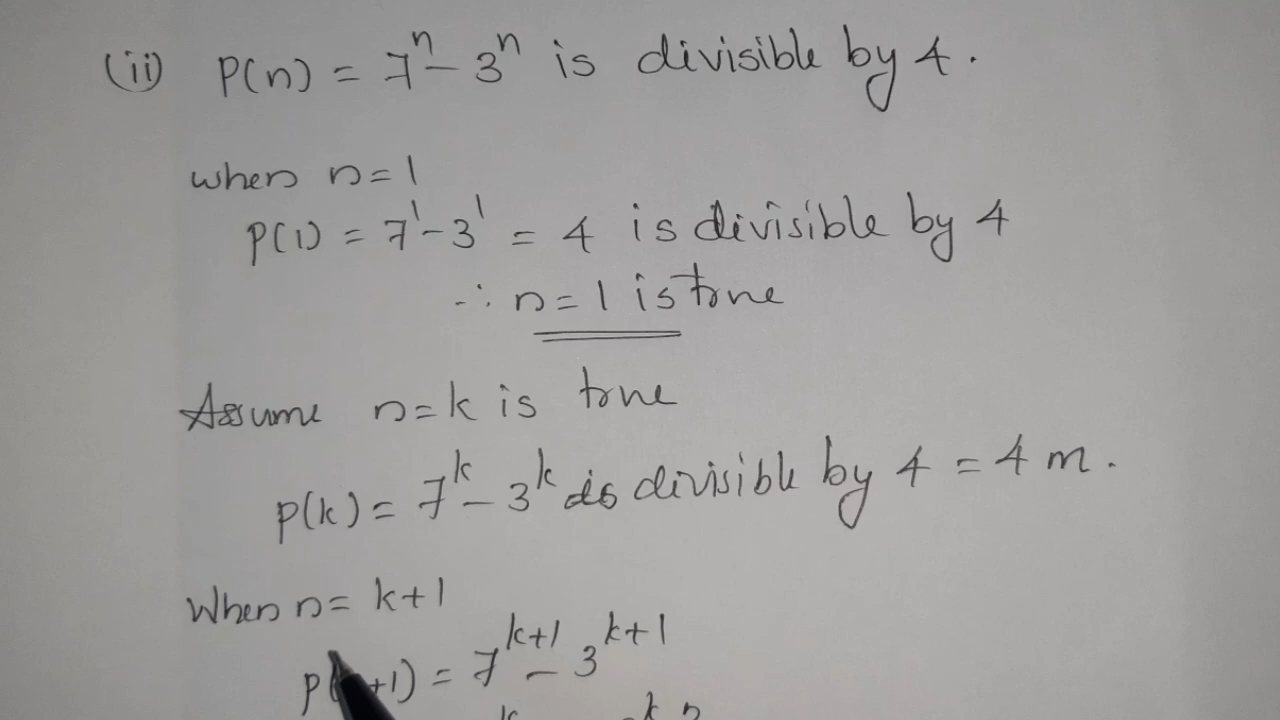 (ii) P(n) = 7ⁿ - 3ⁿ is divisible by 4.
when n=1
P(1) = 7¹ - 3¹ = 4 is divisible by 4
∴ n=1 is true
Assume n=k is true
P(k) = 7ᵏ - 3ᵏ is divisible by 4 = 4m.
When n= k+1
P( +1) = 7ᵏ⁺¹ - 3ᵏ⁺¹